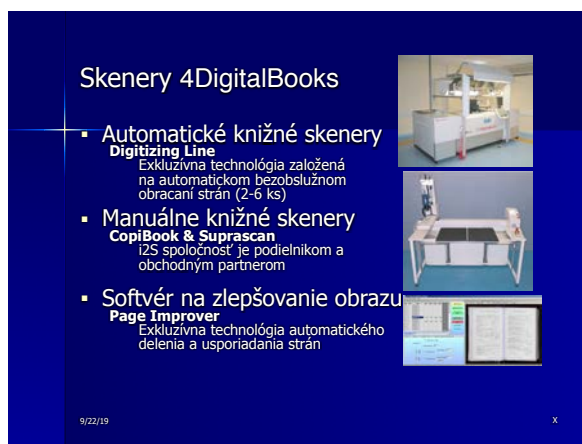 Skenery 4DigitalBooks
▪ Automatické knižné skenery
Digitizing Line
Exkluzívna technológia založená
na automatickom bezobslužnom
obracaní strán (2-6 ks)
▪ Manuálne knižné skenery
CopiBook & Suprascan
i2S spoločnosť je podielnikom a
obchodným partnerom
▪ Softvér na zlepšovanie obrazu
Page Improver
Exkluzívna technológia automatického
delenia a usporiadania strán
9/22/19
x